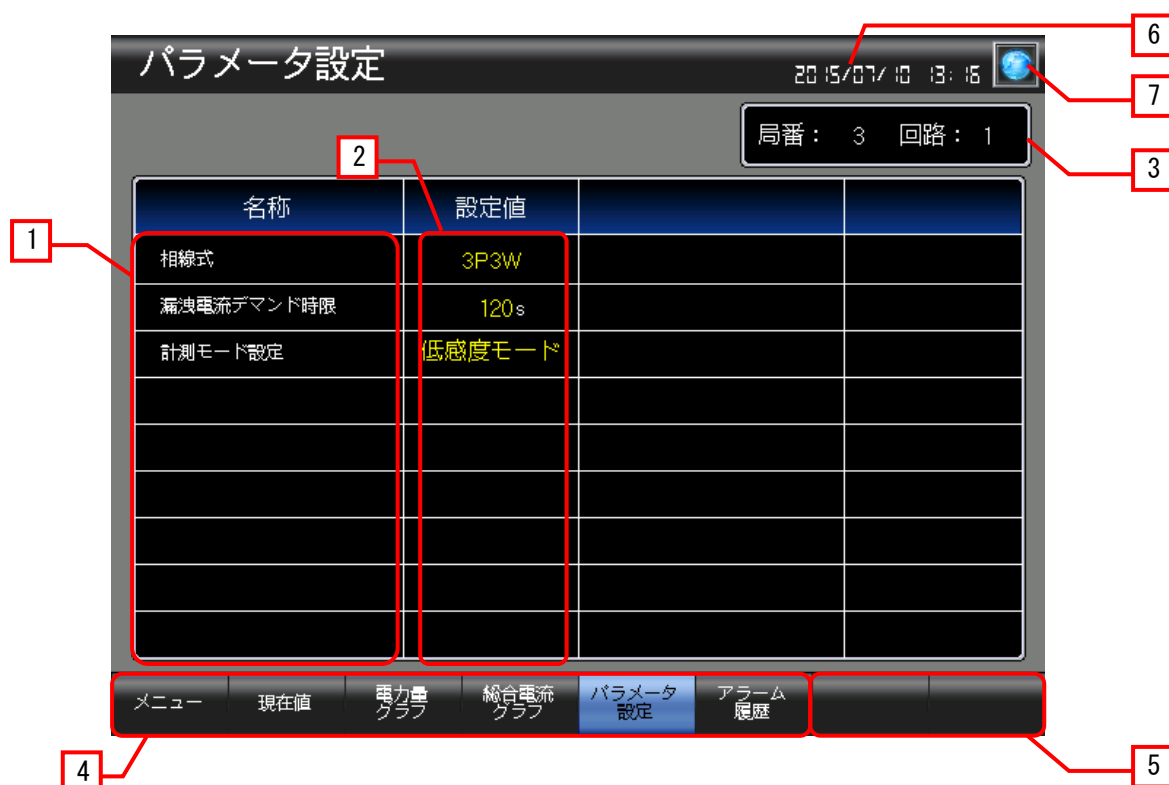 6
パラメータ設定
2015/07/10 13:16
7
局番： 3 回路： 1
2
3
名称 設定値
1
相線式 3P3W
漏洩電流デマンド時限 120s
計測モード設定 低感度モード
メニュー
現在値
電力量
グラフ
総合電流
グラフ
パラメータ
設定
アラーム
履歴
4
5